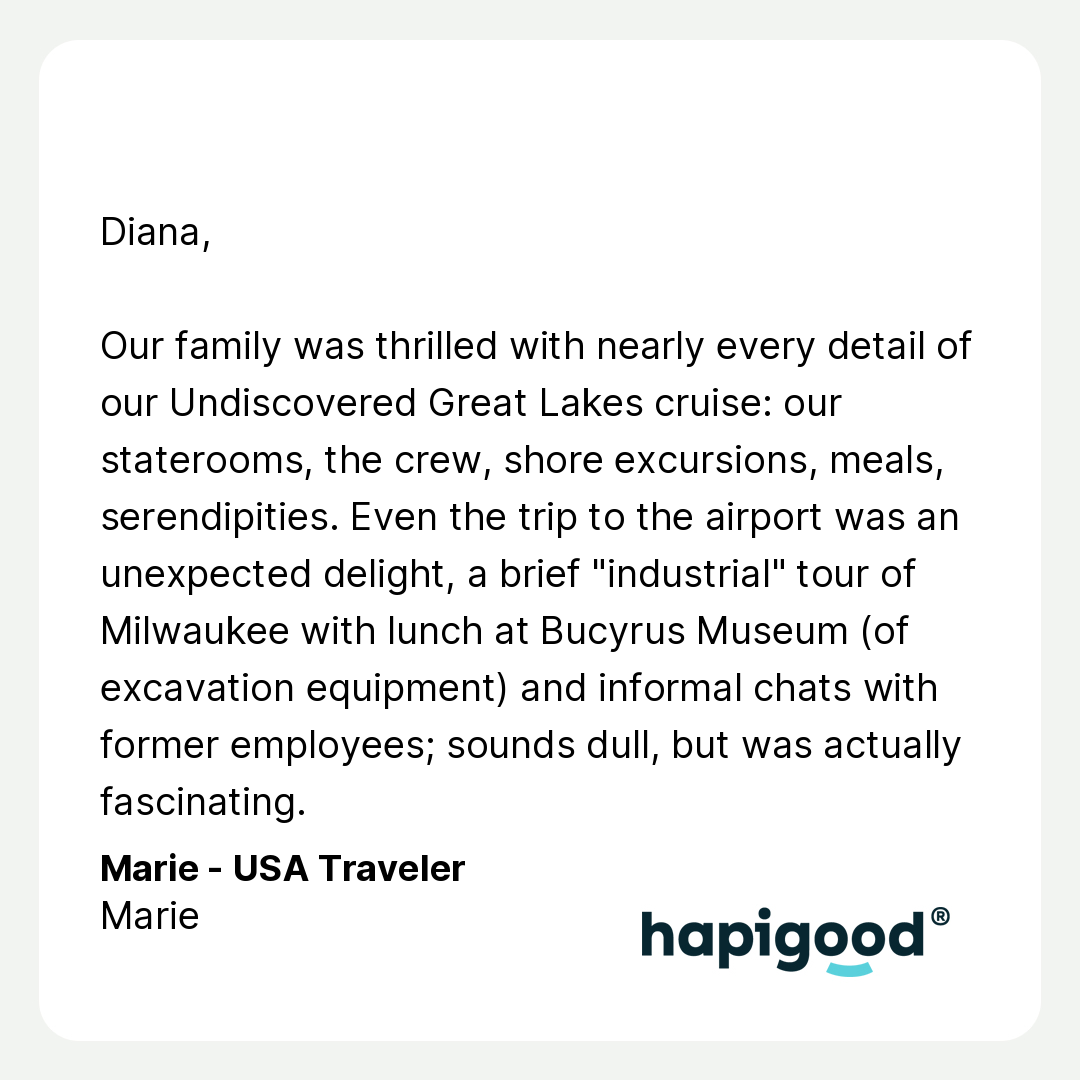 Diana,
Our family was thrilled with nearly every detail of
our Undiscovered Great Lakes cruise: our
staterooms, the crew, shore excursions, meals,
serendipities. Even the trip to the airport was an
unexpected delight, a brief "industrial" tour of
Milwaukee with lunch at Bucyrus Museum (of
excavation equipment) and informal chats with
former employees; sounds dull, but was actually
fascinating.
Marie - USA Traveler
Marie
hapigood®